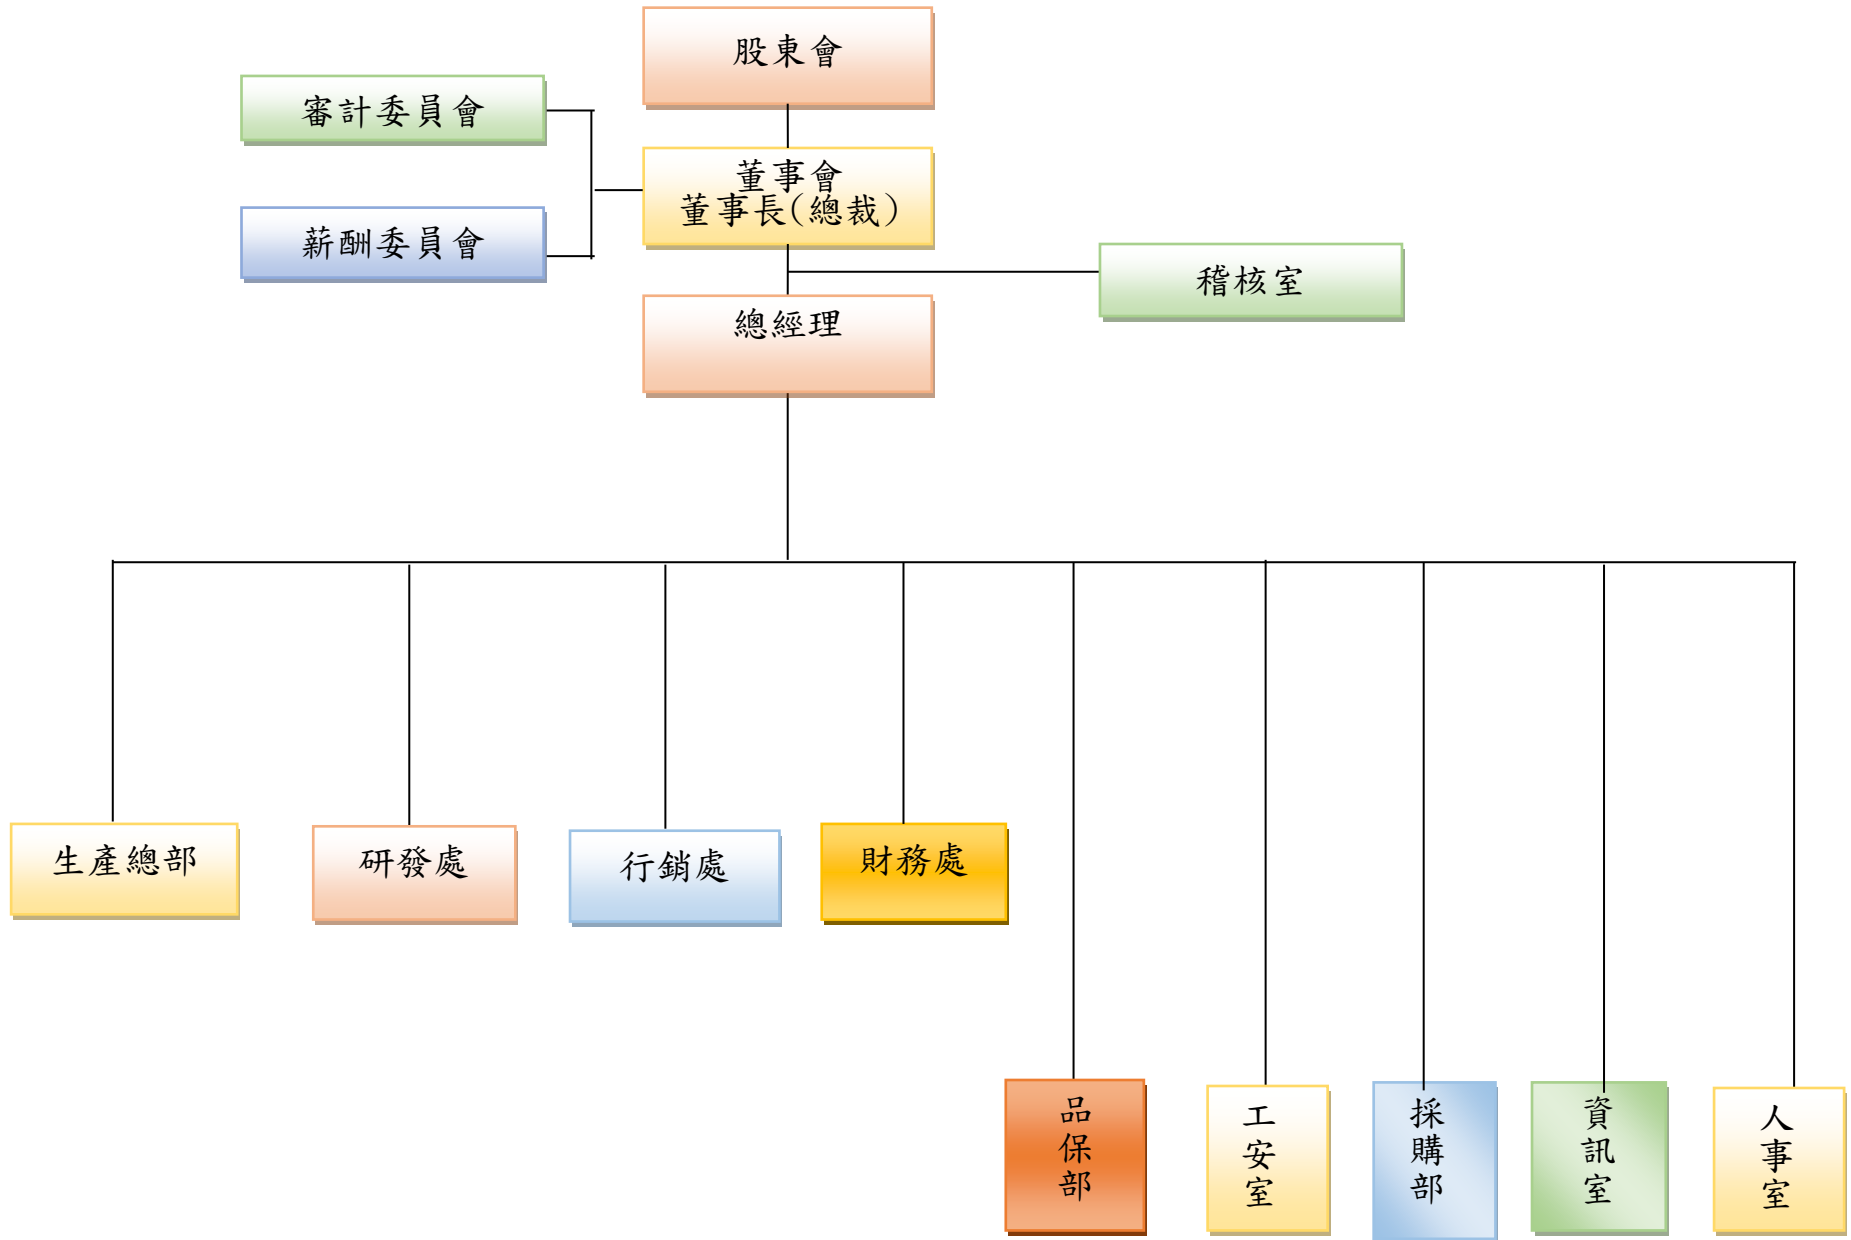 股東會
審計委員會
董事會
董事長(總裁)
薪酬委員會
稽核室
總經理
生產總部
研發處
行銷處
財務處
品保部
工安室
採購部
資訊室
人事室